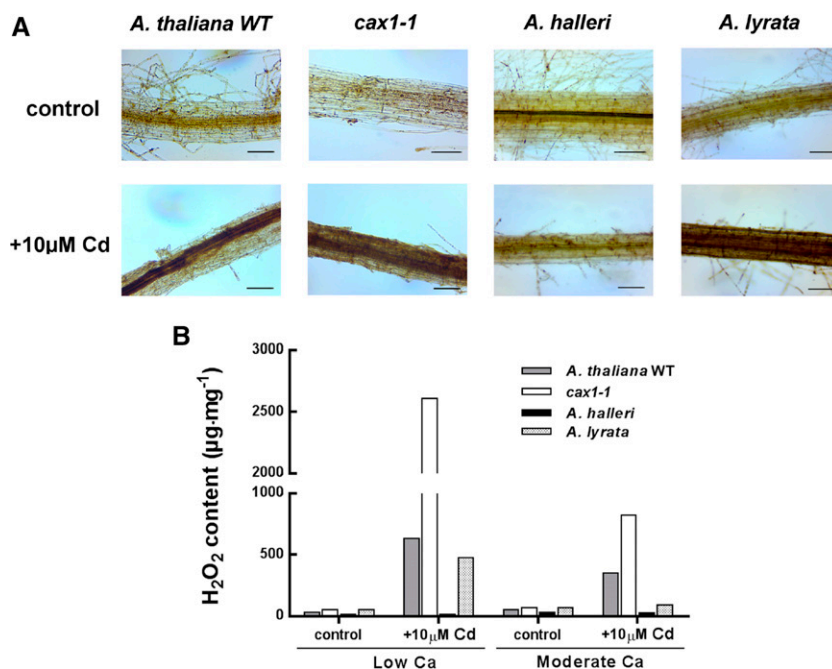 A
A. thaliana WT cax1-1 A. halleri A. lyrata
control
+10µM Cd
B
H₂O₂ content (µg·mg⁻¹)
3000
2500
2000
1000
500
0
A. thaliana WT
cax1-1
A. halleri
A. lyrata
control +10µM Cd control +10µM Cd
Low Ca Moderate Ca